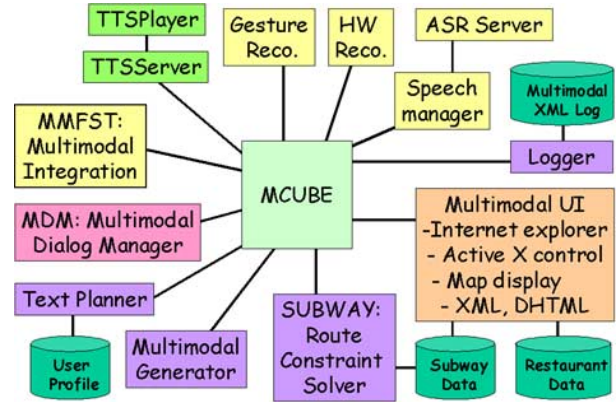 TTSPlayer
TTSServer
Gesture
Reco.
HW
Reco.
ASR Server
Speech
manager
Multimodal
XML Log
Logger
MMFST:
Multimodal
Integration
MCUBE
MDM: Multimodal
Dialog Manager
Multimodal UI
-Internet explorer
- Active X control
- Map display
- XML, DHTML
Text Planner
User
Profile
Multimodal
Generator
SUBWAY:
Route
Constraint
Solver
Subway
Data
Restaurant
Data